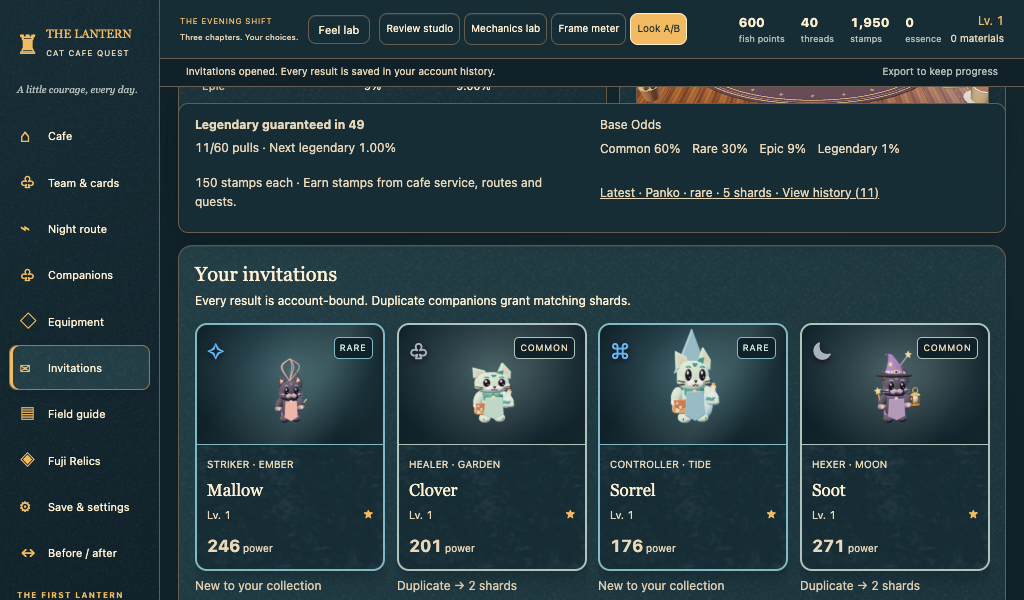 THE LANTERN
CAT CAFE QUEST
A little courage, every day.
Cafe
Team & cards
Night route
Companions
Equipment
Invitations
Field guide
Fuji Relics
Save & settings
Before / after
THE FIRST LANTERN
THE EVENING SHIFT
Three chapters. Your choices.
Feel lab
Review studio
Mechanics lab
Frame meter
Look A/B
600
fish points
40
threads
1,950
stamps
0
essence
Lv. 1
0 materials
Invitations opened. Every result is saved in your account history.
Export to keep progress
Epic 9% 9.00%
Legendary guaranteed in 49
11/60 pulls · Next legendary 1.00%
150 stamps each · Earn stamps from cafe service, routes and
quests.
Base Odds
Common 60% Rare 30% Epic 9% Legendary 1%
Latest · Panko · rare · 5 shards · View history (11)
Your invitations
Every result is account-bound. Duplicate companions grant matching shards.
RARE
STRIKER · EMBER
Mallow
Lv. 1
246 power
New to your collection
COMMON
HEALER · GARDEN
Clover
Lv. 1
201 power
Duplicate → 2 shards
RARE
CONTROLLER · TIDE
Sorrel
Lv. 1
176 power
New to your collection
COMMON
HEXER · MOON
Soot
Lv. 1
271 power
Duplicate → 2 shards